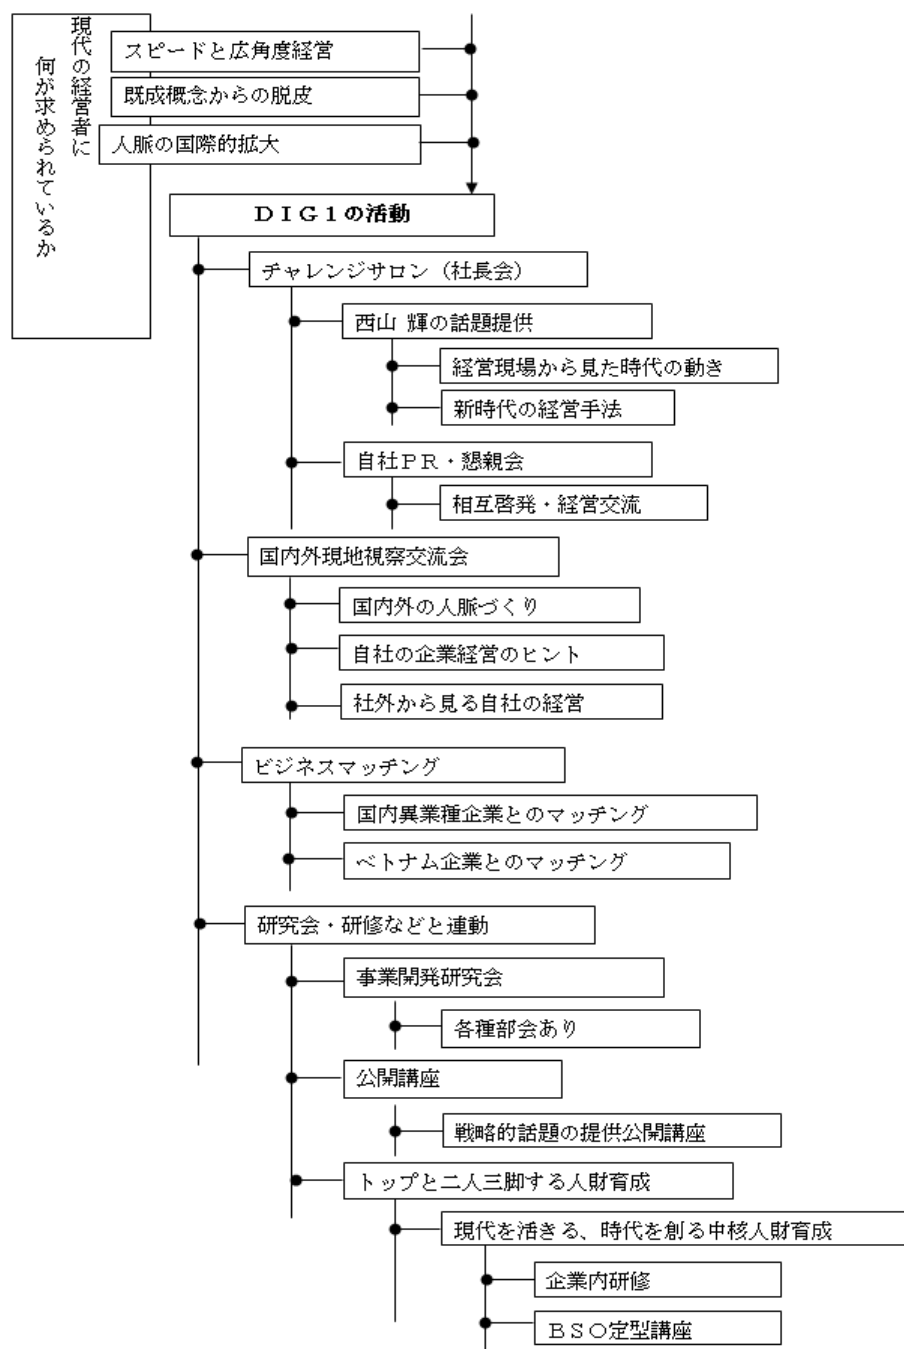 現代の経営者に
何が求められているか
スピードと広角度経営
既成概念からの脱皮
人脈の国際的拡大
ＤＩＧ１の活動
チャレンジサロン（社長会）
西山 輝の話題提供
経営現場から見た時代の動き
新時代の経営手法
自社ＰＲ・懇親会
相互啓発・経営交流
国内外現地視察交流会
国内外の人脈づくり
自社の企業経営のヒント
社外から見る自社の経営
ビジネスマッチング
国内異業種企業とのマッチング
ベトナム企業とのマッチング
研究会・研修などと連動
事業開発研究会
各種部会あり
公開講座
戦略的話題の提供公開講座
トップと二人三脚する人財育成
現代を活きる、時代を創る中核人財育成
企業内研修
ＢＳＯ定型講座